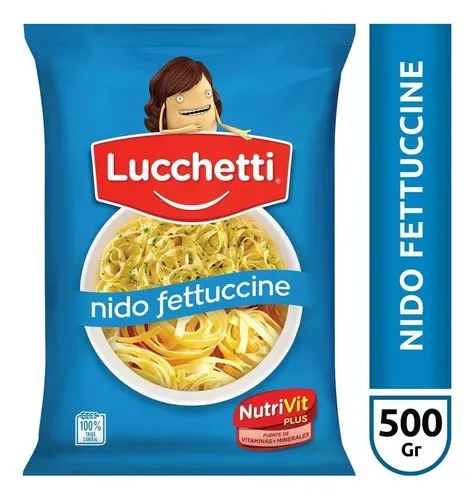 Lucchetti®
nido fettuccine
100%
TRIGO
CANDEAL
NutriVit
PLUS
FUENTE DE
VITAMINAS y MINERALES
NIDO FETTUCCINE
500
Gr